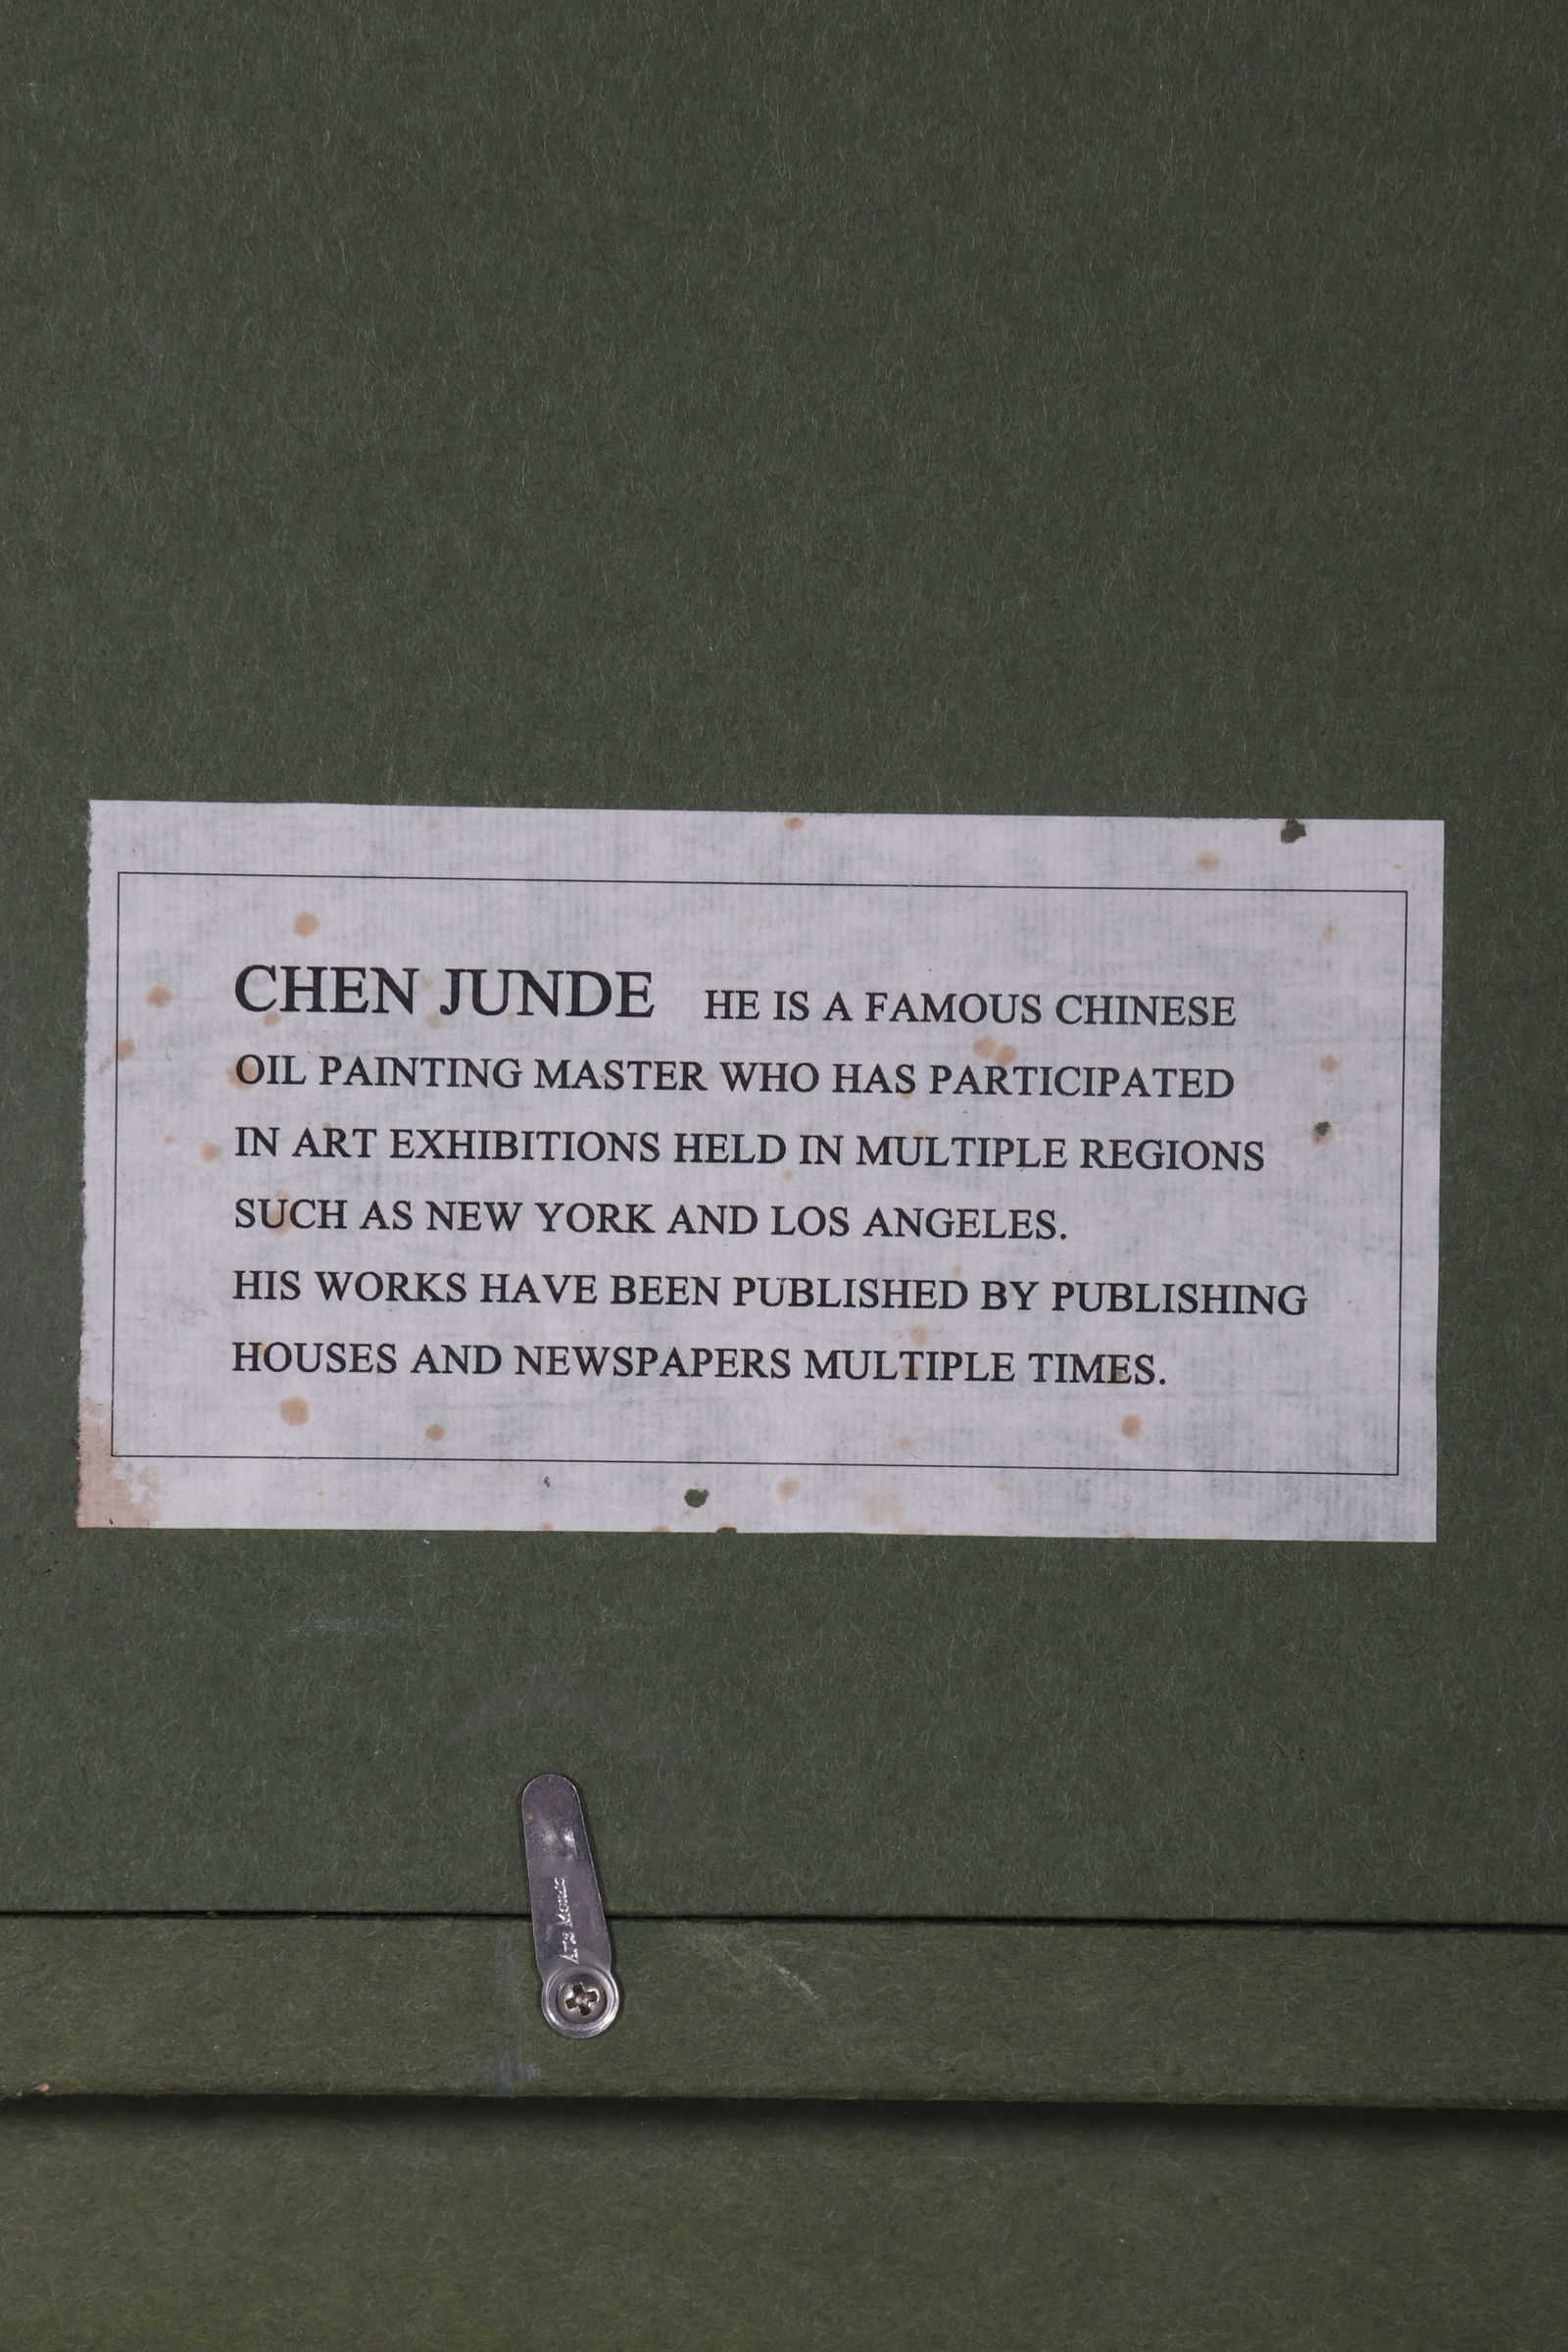 CHEN JUNDE HE IS A FAMOUS CHINESE
OIL PAINTING MASTER WHO HAS PARTICIPATED
IN ART EXHIBITIONS HELD IN MULTIPLE REGIONS
SUCH AS NEW YORK AND LOS ANGELES.
HIS WORKS HAVE BEEN PUBLISHED BY PUBLISHING
HOUSES AND NEWSPAPERS MULTIPLE TIMES.